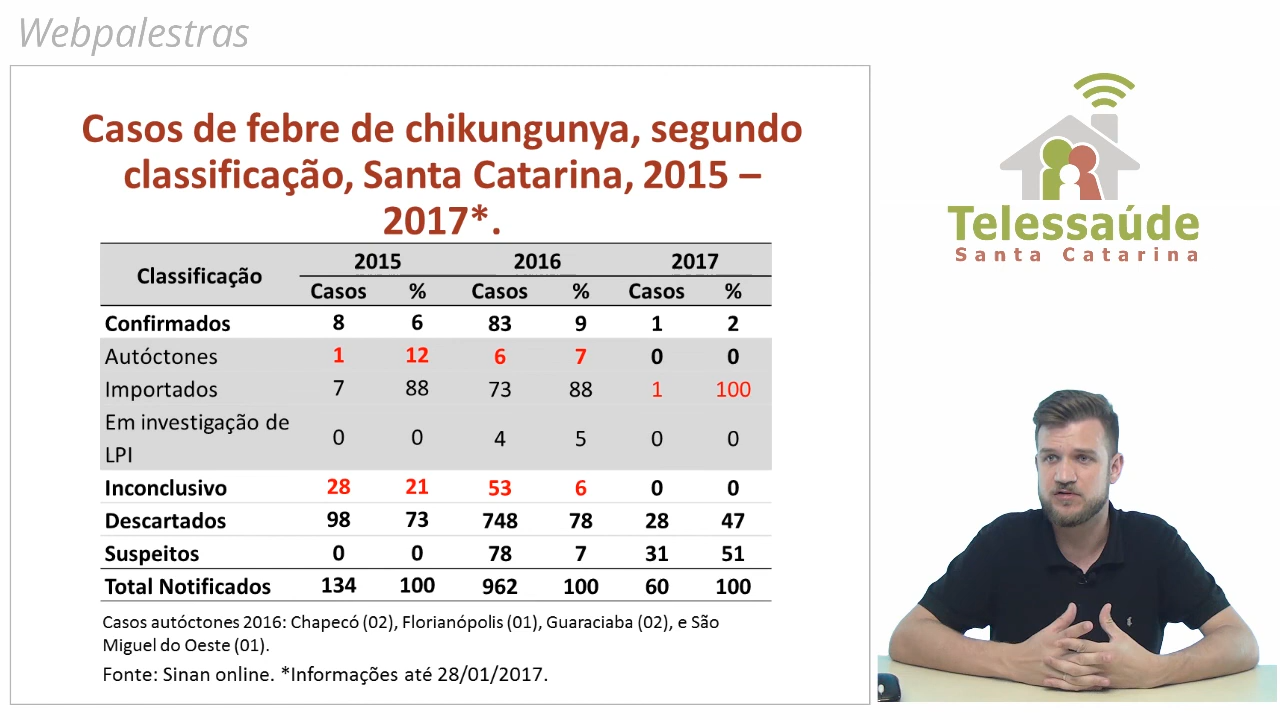 Webpalestras
Casos de febre de chikungunya, segundo
classificação, Santa Catarina, 2015 –
2017*.
Classificação 2015 2016 2017
Casos % Casos % Casos %
Confirmados 8 6 83 9 1 2
Autóctones 1 12 6 7 0 0
Importados 7 88 73 88 1 100
Em investigação de
LPI 0 0 4 5 0 0
Inconclusivo 28 21 53 6 0 0
Descartados 98 73 748 78 28 47
Suspeitos 0 0 78 7 31 51
Total Notificados 134 100 962 100 60 100
Casos autóctones 2016: Chapecó (02), Florianópolis (01), Guaraciaba (02), e São
Miguel do Oeste (01).
Fonte: Sinan online. *Informações até 28/01/2017.
Telessaúde
Santa Catarina